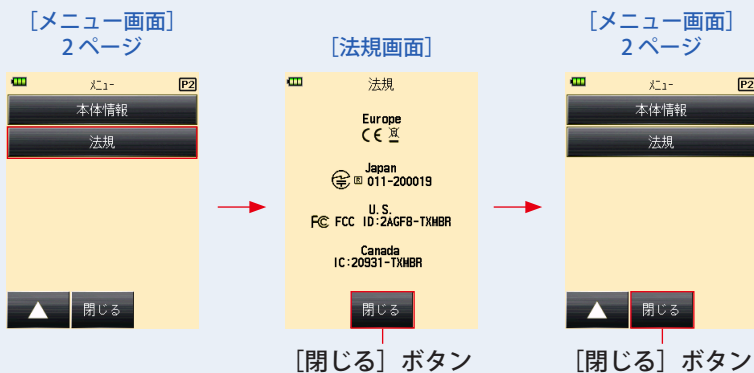 ［メニュー画面］
2 ページ
メニュー
P2
本体情報
法規
閉じる
［法規画面］
法規
Europe
CE
Japan
R 011-200019
U.S.
FC FCC ID:2AGFB-TXMBR
Canada
IC:20931-TXMBR
閉じる
［閉じる］ボタン
［メニュー画面］
2 ページ
メニュー
P2
本体情報
法規
閉じる
［閉じる］ボタン